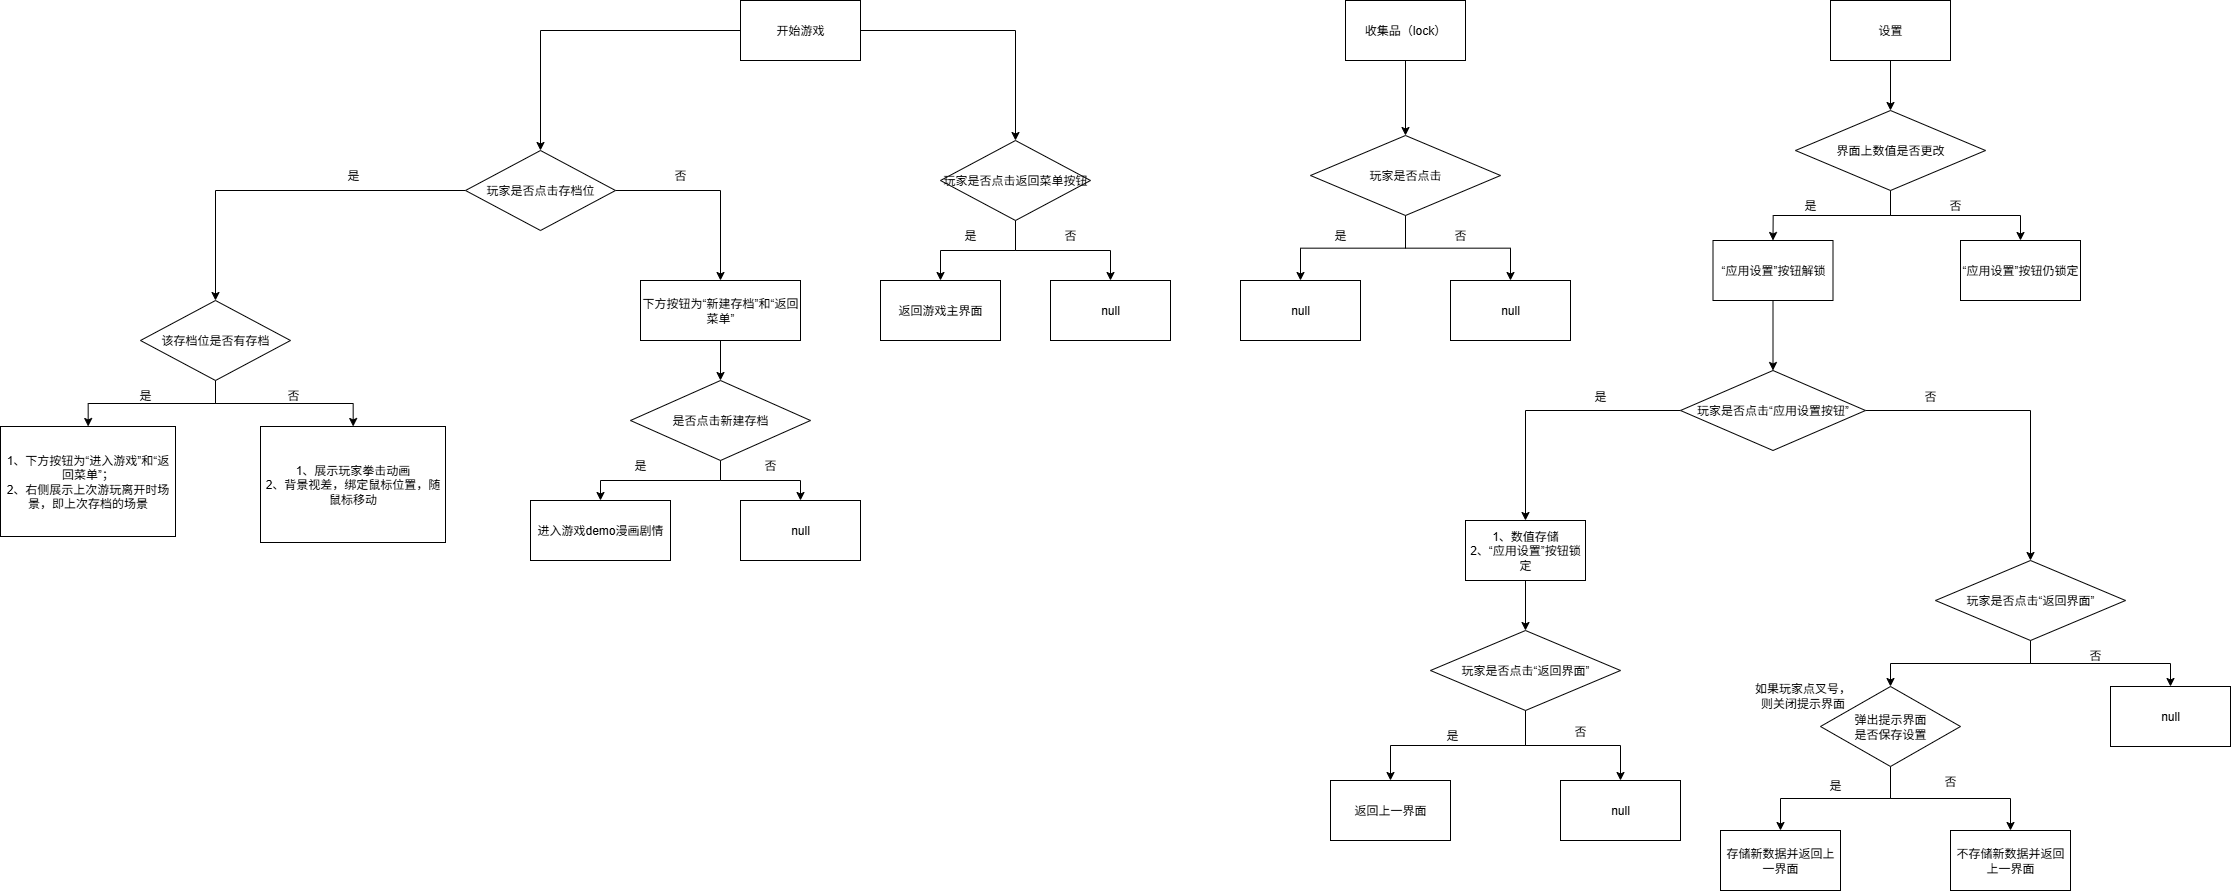 开始游戏
收集品（lock）
设置
玩家是否点击存档位
是
否
玩家是否点击返回菜单按钮
是
否
返回游戏主界面
null
该存档位是否有存档
是
否
1、下方按钮为“进入游戏”和“返
回菜单”；
2、右侧展示上次游玩离开时场
景，即上次存档的场景
1、展示玩家拳击动画
2、背景视差，绑定鼠标位置，随
鼠标移动
下方按钮为“新建存档”和“返回
菜单”
是否点击新建存档
是
否
进入游戏demo漫画剧情
null
玩家是否点击
是
否
null
null
界面上数值是否更改
是
否
“应用设置”按钮解锁
“应用设置”按钮仍锁定
玩家是否点击“应用设置按钮”
是
否
1、数值存储
2、“应用设置”按钮锁
定
玩家是否点击“返回界面”
是
否
返回上一界面
null
玩家是否点击“返回界面”
否
null
如果玩家点叉号，
则关闭提示界面
弹出提示界面
是否保存设置
是
否
存储新数据并返回上
一界面
不存储新数据并返回
上一界面